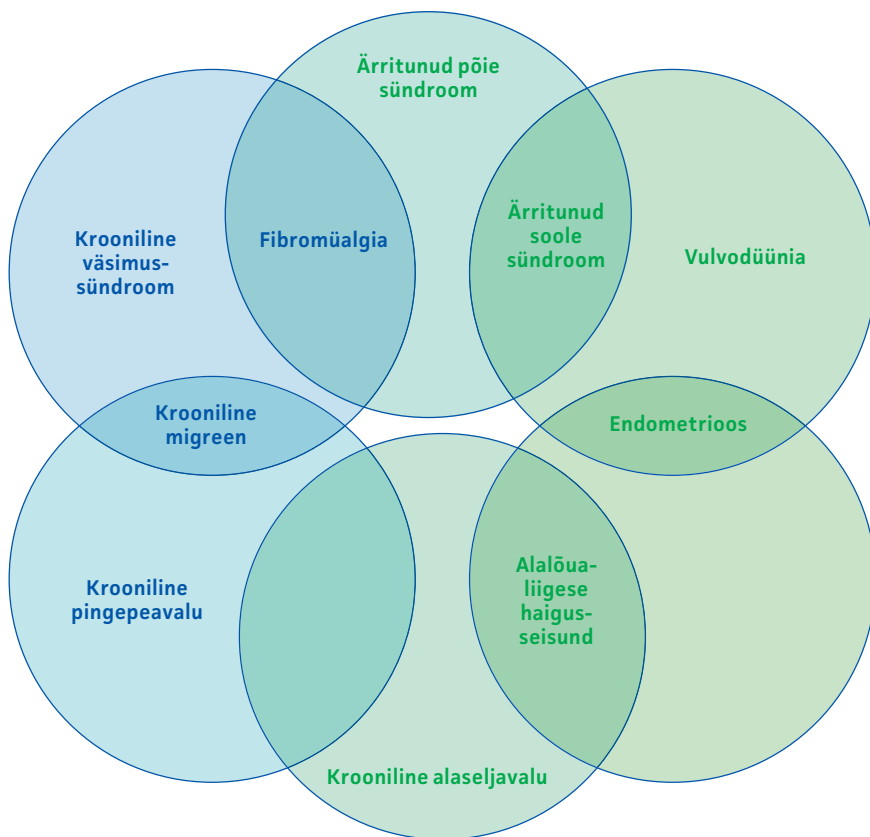 Ärritunud põie
sündroom
Krooniline
väsimus-
sündroom
Fibromüalgia
Ärritunud
soole
sündroom
Vulvodüünia
Krooniline
migreen
Endometrioos
Krooniline
pingepeavalu
Alalõua-
liigese
haigus-
seisund
Krooniline alaseljavalu